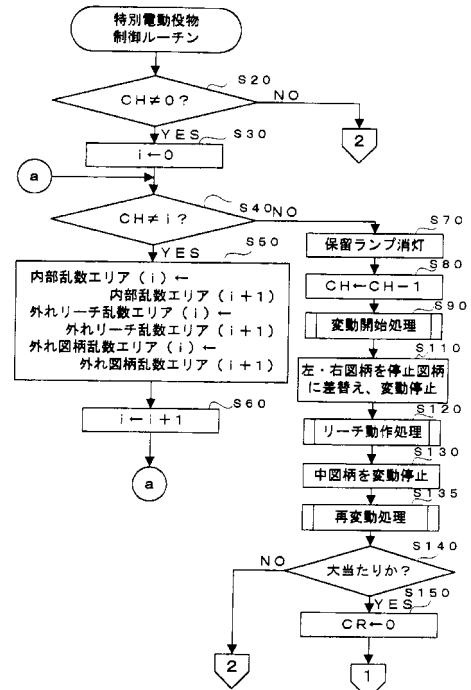 特別電動役物
制御ルーチン
S20
CH≠0?
NO
YES
S30
2
i←0
a
S40
CH≠i?
NO
YES
S50
内部乱数エリア(i)←
内部乱数エリア(i+1)
外れリーチ乱数エリア(i)←
外れリーチ乱数エリア(i+1)
外れ図柄乱数エリア(i)←
外れ図柄乱数エリア(i+1)
S60
i←i+1
a
S70
保留ランプ消灯
S80
CH←CH-1
S90
変動開始処理
S110
左・右図柄を停止図柄
に差替え、変動停止
S120
リーチ動作処理
S130
中図柄を変動停止
S135
再変動処理
S140
大当たりか?
NO
YES
S150
CR←0
2
1